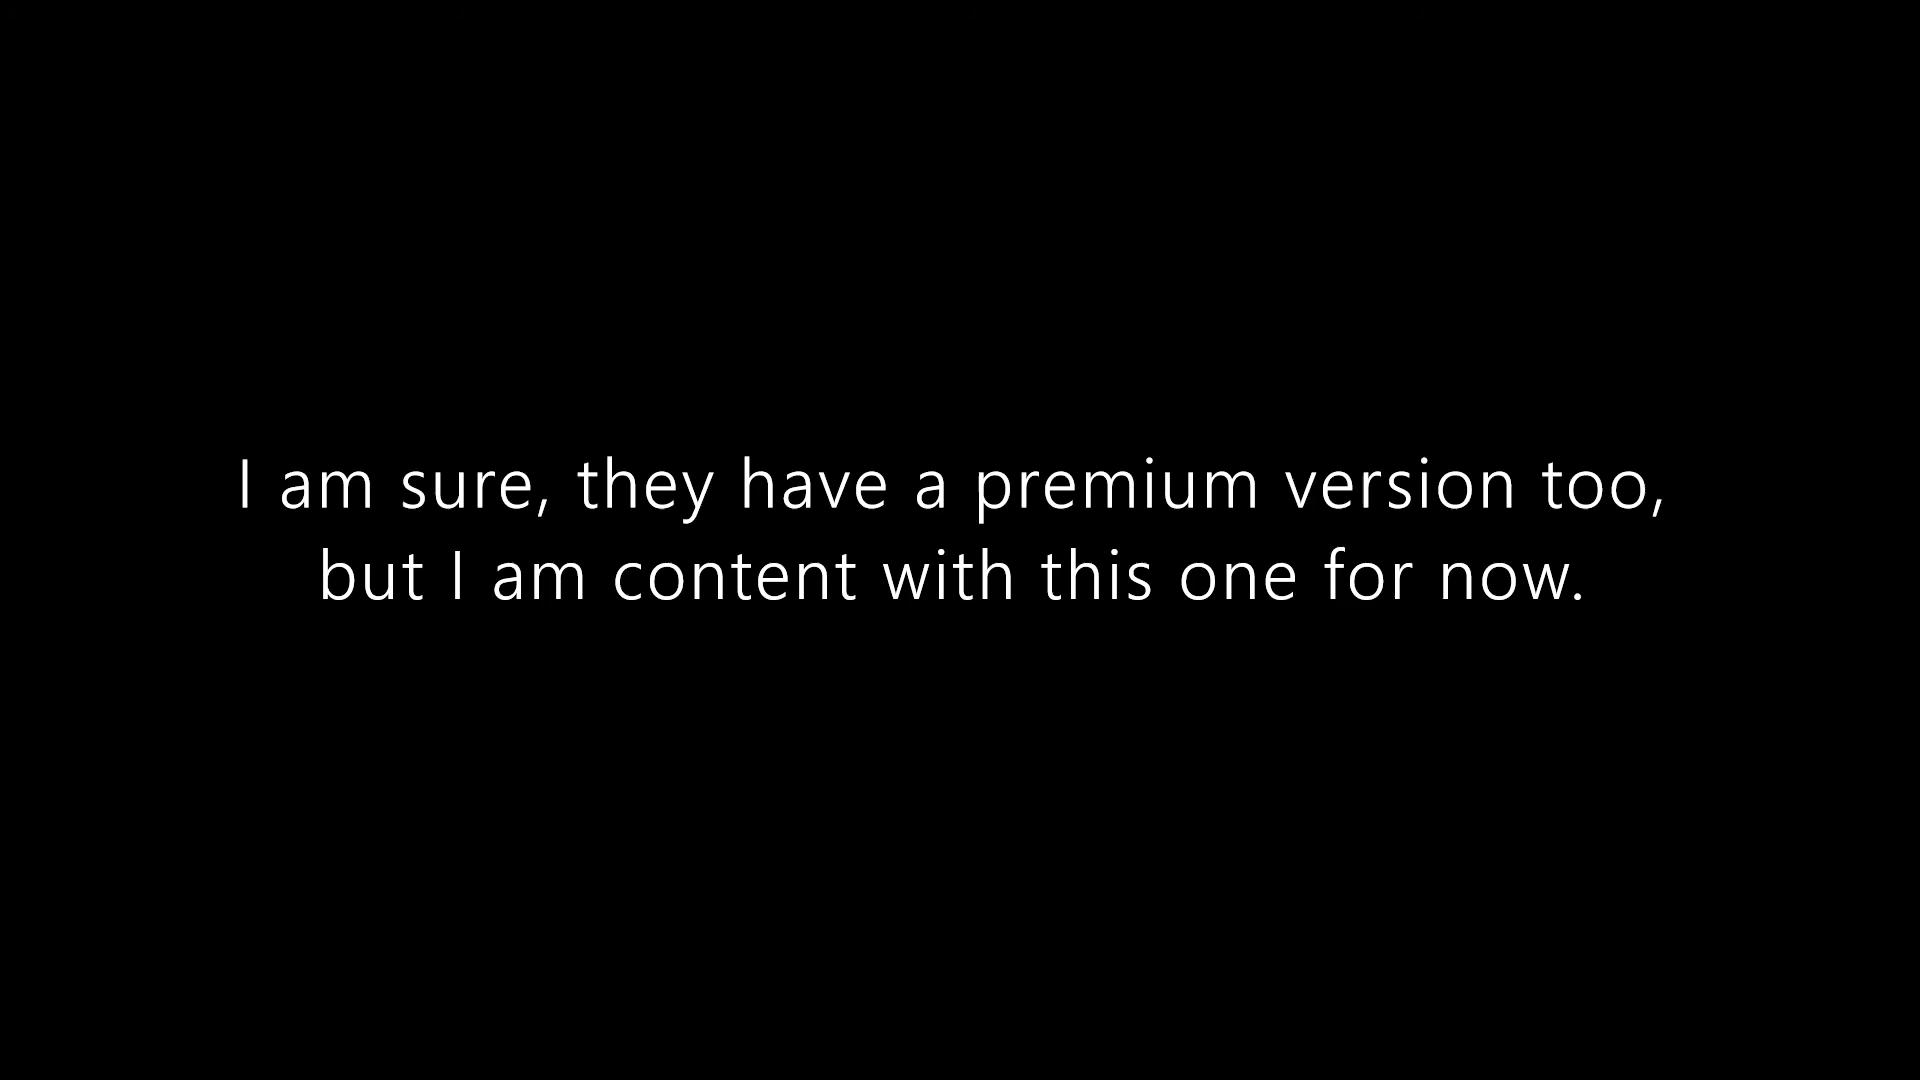 I am sure, they have a premium version too,
but I am content with this one for now.